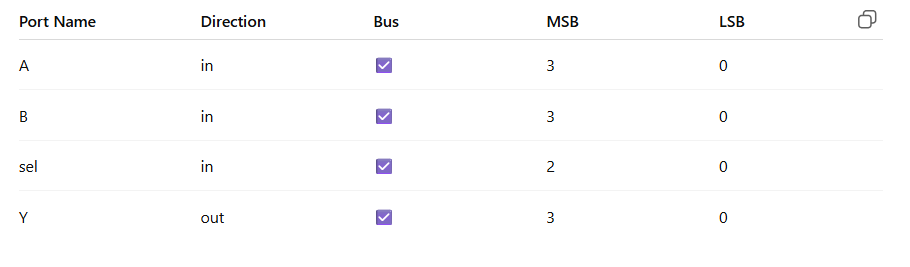 Port Name Direction Bus MSB LSB
A in 3 0
B in 3 0
sel in 2 0
Y out 3 0